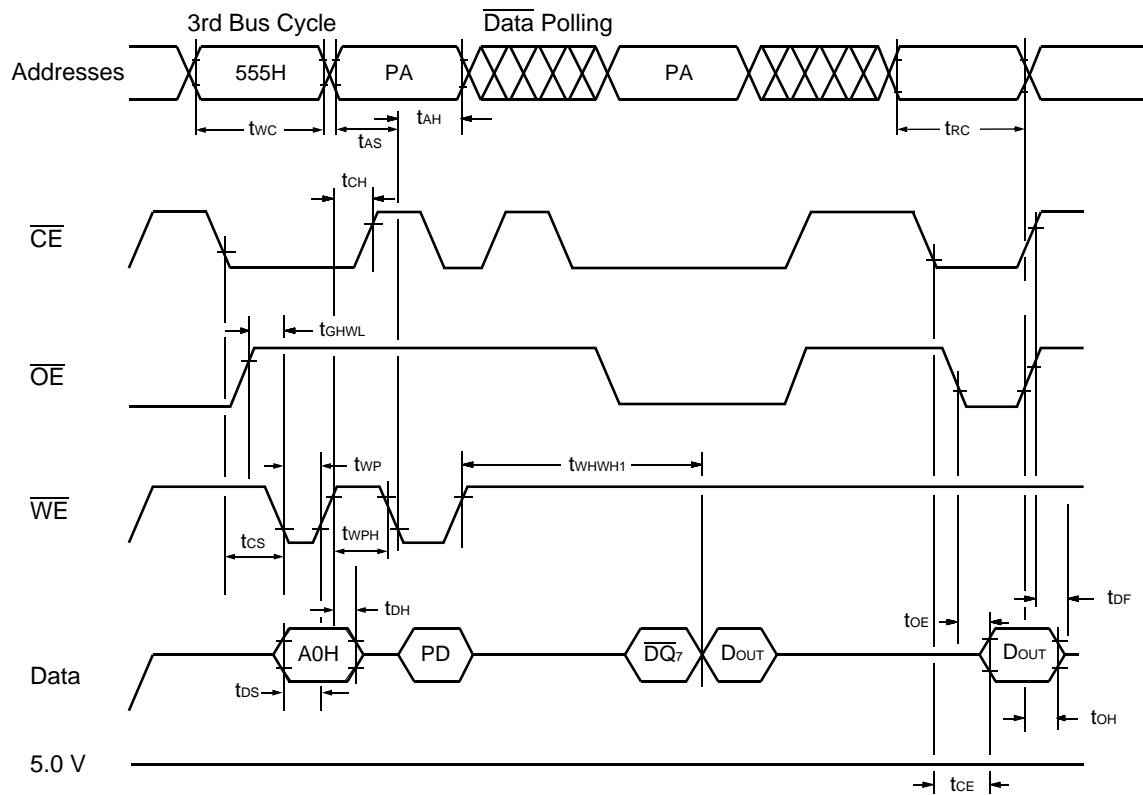 3rd Bus Cycle
Data Polling
Addresses
555H
PA
PA
tWC
tAS
tAH
tRC
tCH
CE
tGHWL
OE
tWP
tWHWH1
WE
tCS
tWPH
tDH
tOE
tDF
Data
A0H
PD
DQ7
DOUT
DOUT
tDS
tOH
5.0 V
tCE